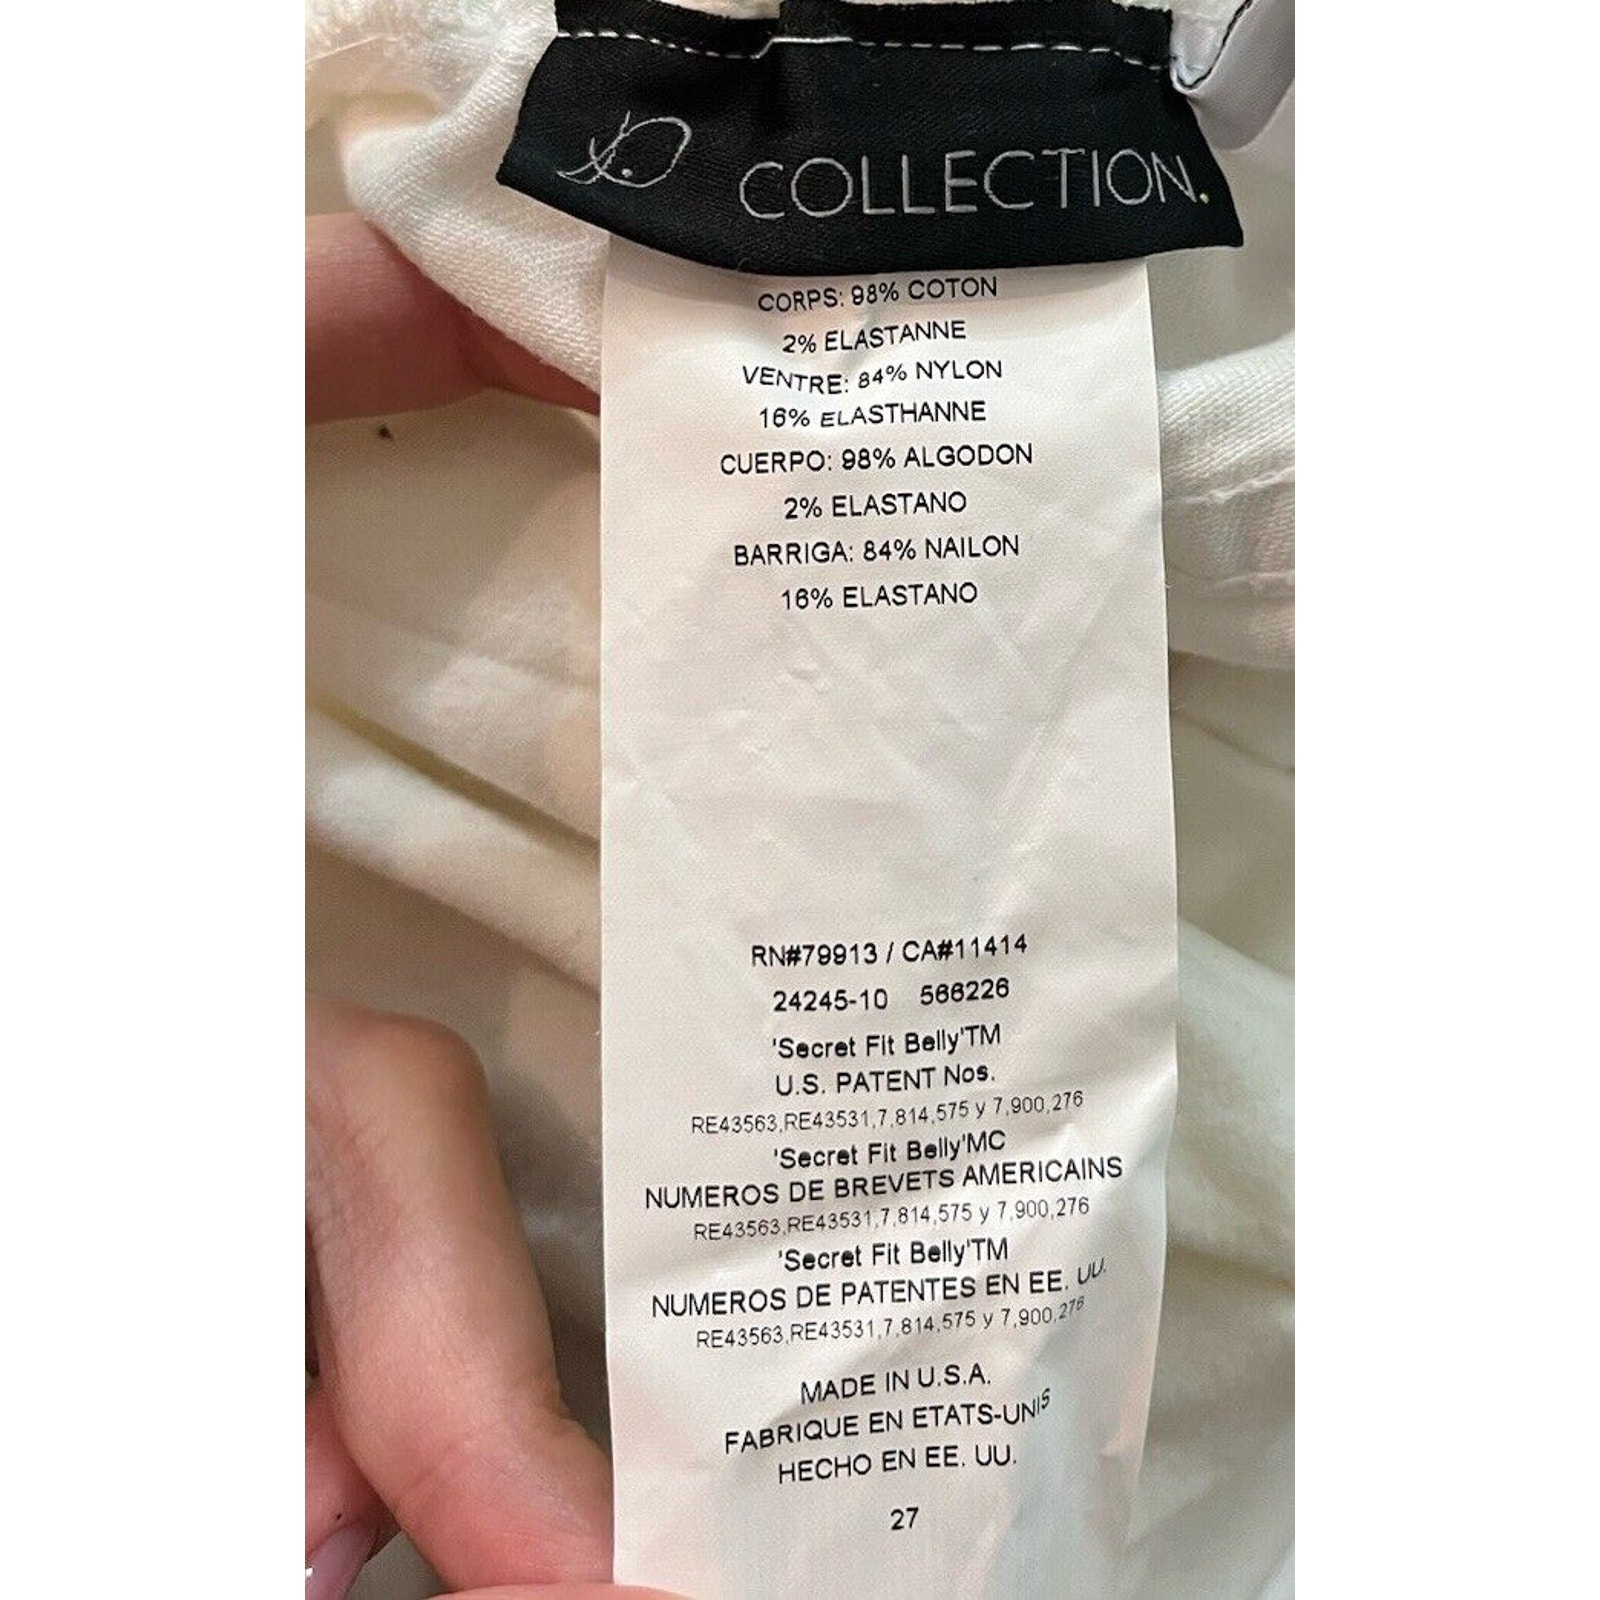 COLLECTION.
CORPS: 98% COTON
2% ELASTANNE
VENTRE: 84% NYLON
16% ELASTHANNE
CUERPO: 98% ALGODON
2% ELASTANO
BARRIGA: 84% NAILON
16% ELASTANO
RN#79913 / CA#11414
24245-10 566226
'Secret Fit Belly'TM
U.S. PATENT Nos.
RE43563,RE43531,7,814,575 y 7,900,276
'Secret Fit Belly'MC
NUMEROS DE BREVETS AMERICAINS
RE43563,RE43531,7,814,575 y 7,900,276
'Secret Fit Belly'TM
NUMEROS DE PATENTES EN EE. UU.
RE43563,RE43531,7,814,575 y 7,900,276
MADE IN U.S.A.
FABRIQUE EN ETATS-UNIS
HECHO EN EE. UU.
27